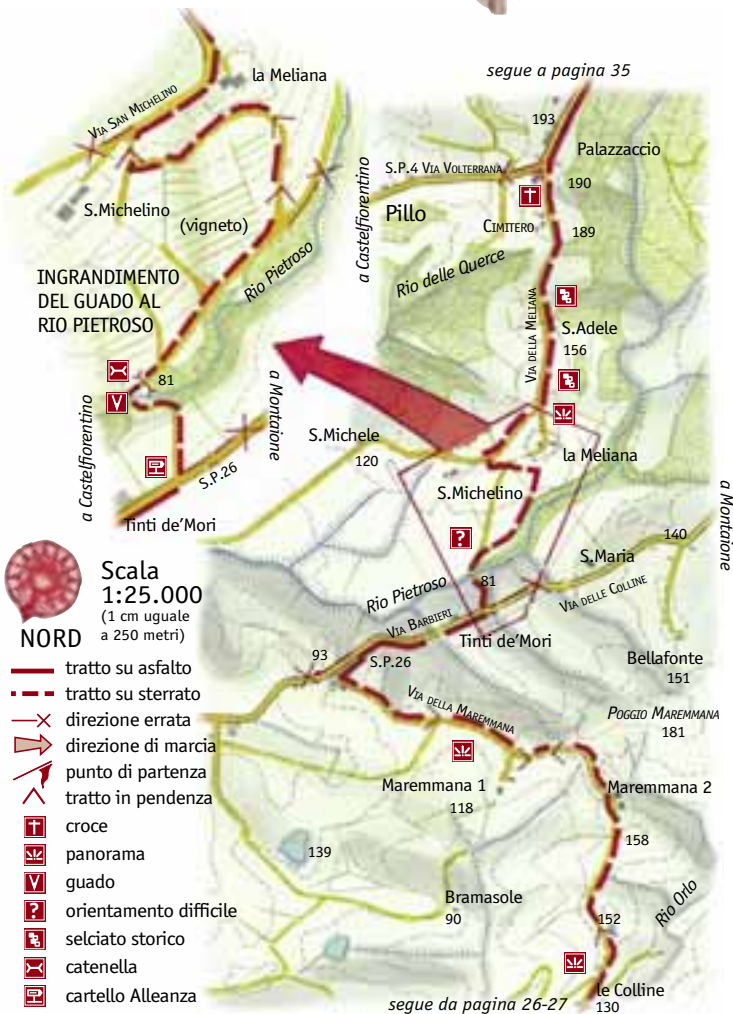 segue a pagina 35
la Meliana
VIA SAN MICHELINO
S.Michelino
(vigneto)
Rio Pietroso
INGRANDIMENTO
DEL GUADO AL
RIO PIETROSO
81
a Castelfiorentino
a Montaione
S.P.26
Tinti de'Mori
193
Palazzaccio
S.P.4 VIA VOLTERRANA
190
a Castelfiorentino
Pillo
CIMITERO
189
Rio delle Querce
VIA DELLA MELIANA
S.Adele
156
S.Michele
120
la Meliana
S.Michelino
a Montaione
140
S.Maria
Rio Pietroso
81
VIA DELLE COLLINE
VIA BARBIERI
Tinti de'Mori
93
S.P.26
Bellafonte
151
VIA DELLA MAREMMANA
POGGIO MAREMMANA
181
Maremmana 1
118
Maremmana 2
158
139
Bramasole
90
152
Rio Orlo
le Colline
130
segue da pagina 26-27
Scala
1:25.000
(1 cm uguale
a 250 metri)
NORD
tratto su asfalto
tratto su sterrato
direzione errata
direzione di marcia
punto di partenza
tratto in pendenza
croce
panorama
V guado
? orientamento difficile
selciato storico
catenella
cartello Alleanza